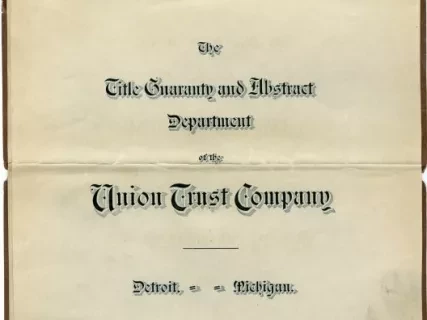 The
Title Guaranty and Abstract
Department
of the
Union Trust Company
Detroit, = = Michigan.